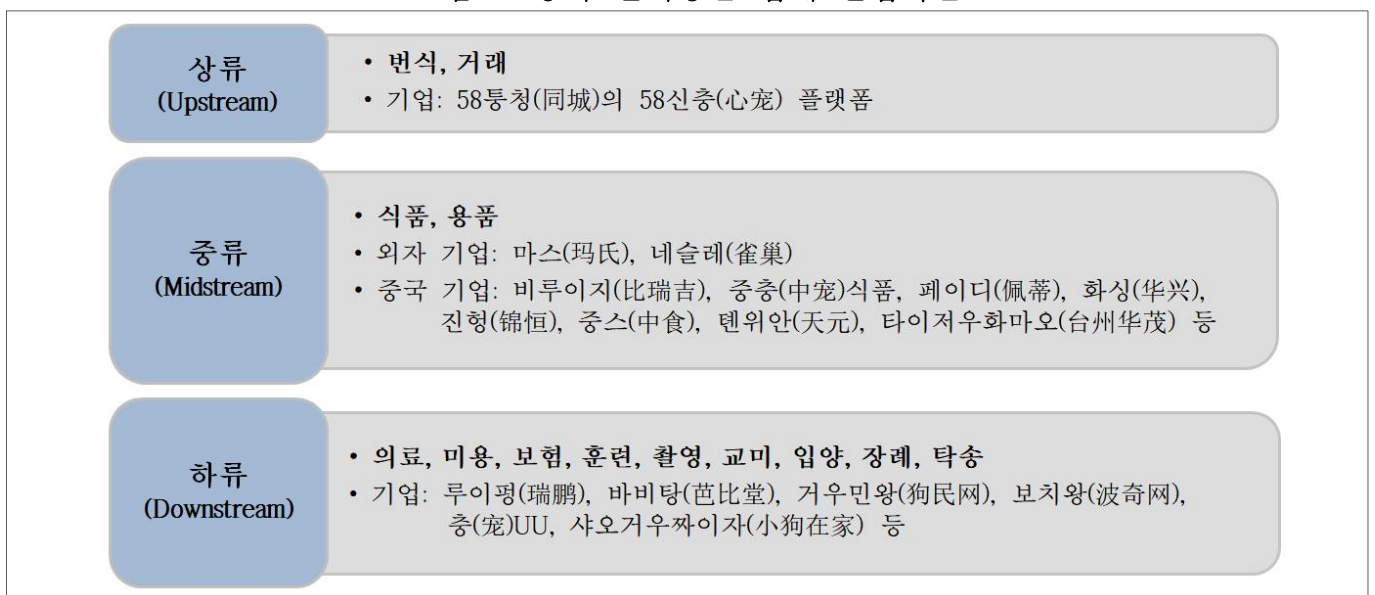 상류
(Upstream)
• 번식, 거래
• 기업: 58퉁청(同城)의 58신충(心宠) 플랫폼
중류
(Midstream)
• 식품, 용품
• 외자 기업: 마스(玛氏), 네슬레(雀巢)
• 중국 기업: 비루이지(比瑞吉), 중충(中宠)식품, 페이디(佩蒂), 화싱(华兴),
진헝(锦恒), 중스(中食), 톈위안(天元), 타이저우화마오(台州华茂) 등
하류
(Downstream)
• 의료, 미용, 보험, 훈련, 촬영, 교미, 입양, 장례, 탁송
• 기업: 루이펑(瑞鹏), 바비탕(芭比堂), 거우민왕(狗民网), 보치왕(波奇网),
충(宠)UU, 샤오거우짜이자(小狗在家) 등